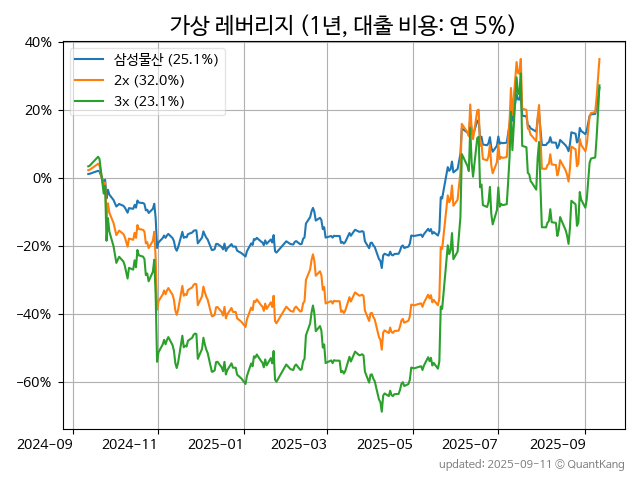 가상 레버리지 (1년, 대출 비용: 연 5%)
삼성물산 (25.1%)
2x (32.0%)
3x (23.1%)
40%
20%
0%
−20%
−40%
−60%
2024-09 2024-11 2025-01 2025-03 2025-05 2025-07 2025-09
updated: 2025-09-11 © QuantKang